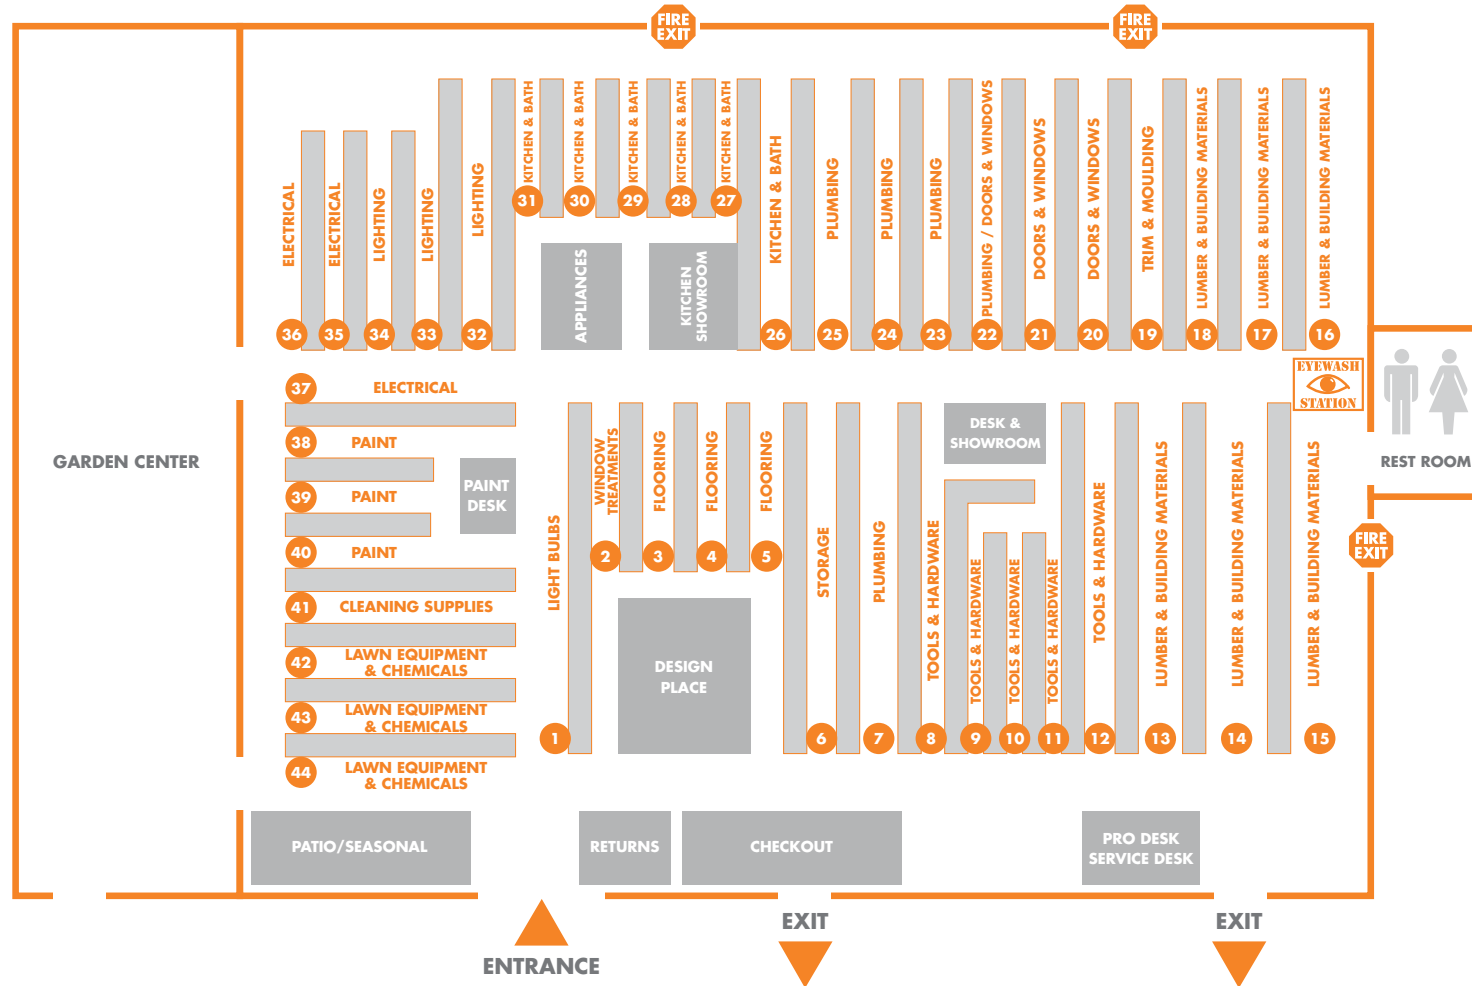 FIRE
EXIT
FIRE
EXIT
ELECTRICAL
ELECTRICAL
LIGHTING
LIGHTING
LIGHTING
KITCHEN & BATH
KITCHEN & BATH
KITCHEN & BATH
KITCHEN & BATH
KITCHEN & BATH
KITCHEN & BATH
PLUMBING
PLUMBING
PLUMBING
PLUMBING / DOORS & WINDOWS
DOORS & WINDOWS
DOORS & WINDOWS
TRIM & MOULDING
LUMBER & BUILDING MATERIALS
LUMBER & BUILDING MATERIALS
LUMBER & BUILDING MATERIALS
31
30
29
28
27
APPLIANCES
KITCHEN
SHOWROOM
36
35
34
33
32
26
25
24
23
22
21
20
19
18
17
16
EYEWASH
STATION
REST ROOM
FIRE
EXIT
GARDEN CENTER
37
ELECTRICAL
38
PAINT
39
PAINT
40
PAINT
PAINT
DESK
41
CLEANING SUPPLIES
42
LAWN EQUIPMENT
& CHEMICALS
43
LAWN EQUIPMENT
& CHEMICALS
44
LAWN EQUIPMENT
& CHEMICALS
LIGHT BULBS
WINDOW
TREATMENTS
FLOORING
FLOORING
FLOORING
2
3
4
5
DESIGN
PLACE
STORAGE
PLUMBING
TOOLS & HARDWARE
DESK &
SHOWROOM
TOOLS & HARDWARE
TOOLS & HARDWARE
TOOLS & HARDWARE
TOOLS & HARDWARE
LUMBER & BUILDING MATERIALS
LUMBER & BUILDING MATERIALS
LUMBER & BUILDING MATERIALS
1
6
7
8
9
10
11
12
13
14
15
PATIO/SEASONAL
RETURNS
CHECKOUT
PRO DESK
SERVICE DESK
ENTRANCE
EXIT
EXIT